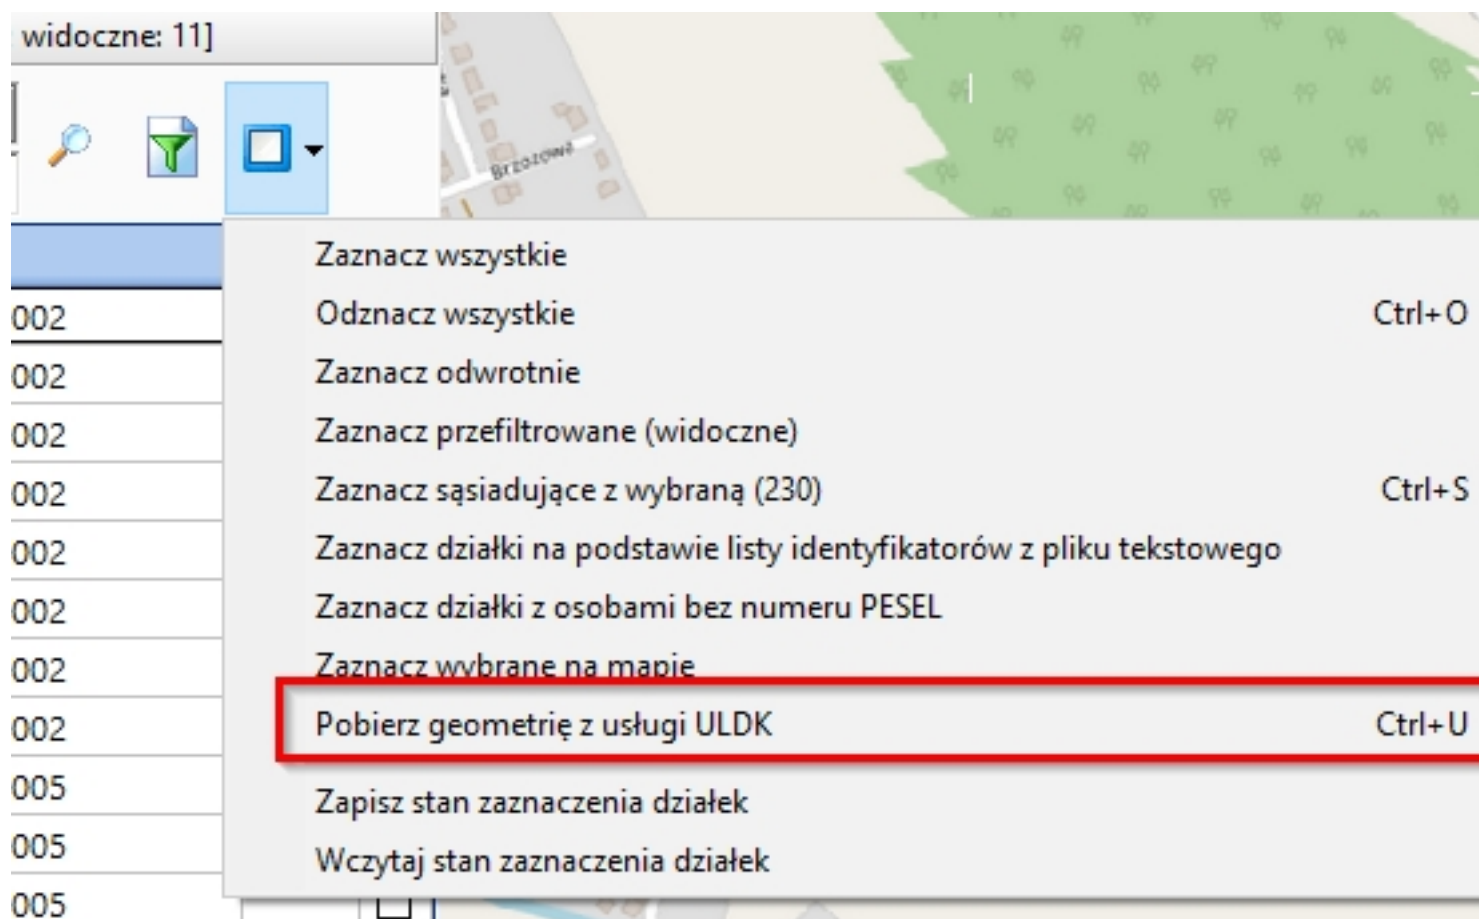 widoczne: 11]
Brzozowa
Zaznacz wszystkie
002
Odznacz wszystkie Ctrl+O
002
Zaznacz odwrotnie
002
Zaznacz przefiltrowane (widoczne)
002
Zaznacz sąsiadujące z wybraną (230) Ctrl+S
002
Zaznacz działki na podstawie listy identyfikatorów z pliku tekstowego
002
Zaznacz działki z osobami bez numeru PESEL
002
Zaznacz wybrane na mapie
002
Pobierz geometrię z usługi ULDK Ctrl+U
005
Zapisz stan zaznaczenia działek
005
Wczytaj stan zaznaczenia działek
005